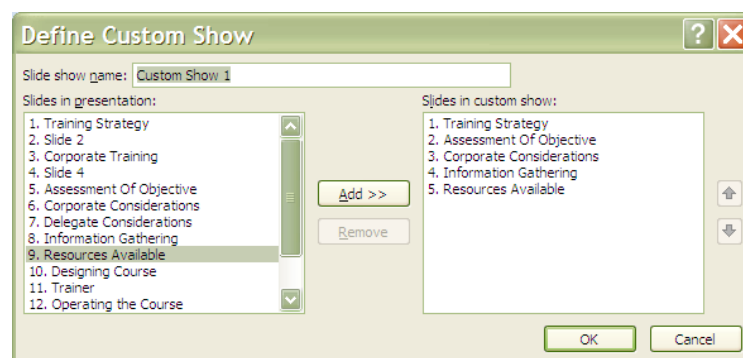 Define Custom Show
?
Slide show name: Custom Show 1
Slides in presentation:
1. Training Strategy
2. Slide 2
3. Corporate Training
4. Slide 4
5. Assessment Of Objective
6. Corporate Considerations
7. Delegate Considerations
8. Information Gathering
9. Resources Available
10. Designing Course
11. Trainer
12. Operating the Course
Add >>
Remove
Slides in custom show:
1. Training Strategy
2. Assessment Of Objective
3. Corporate Considerations
4. Information Gathering
5. Resources Available
OK
Cancel